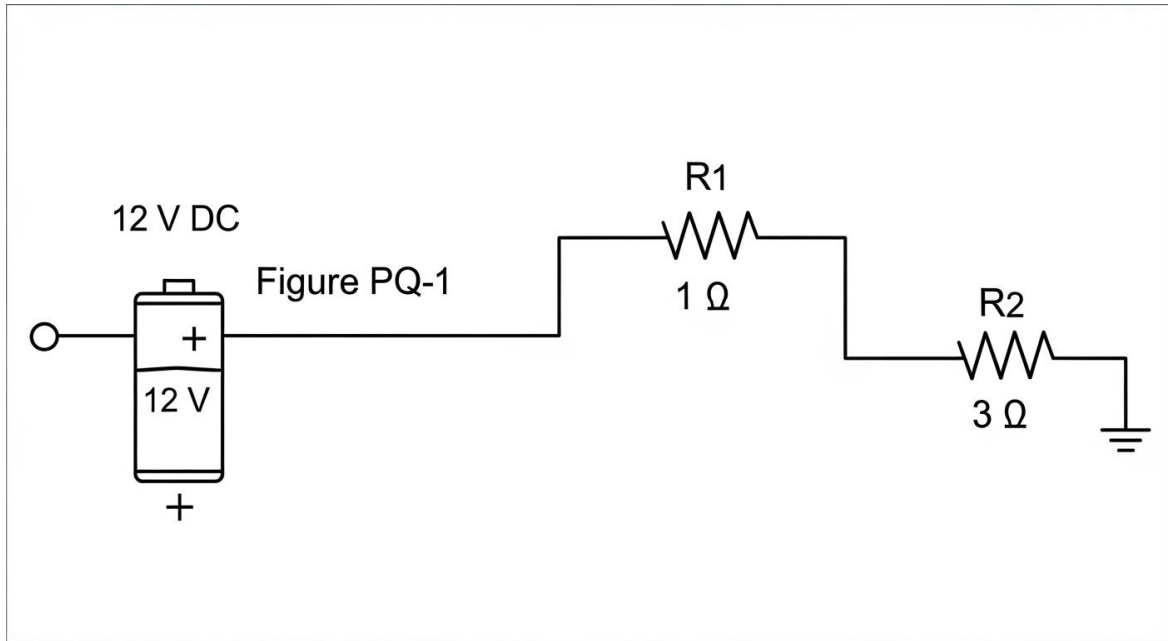 12 V DC
Figure PQ-1
+
12 V
+
R1
1 Ω
R2
3 Ω